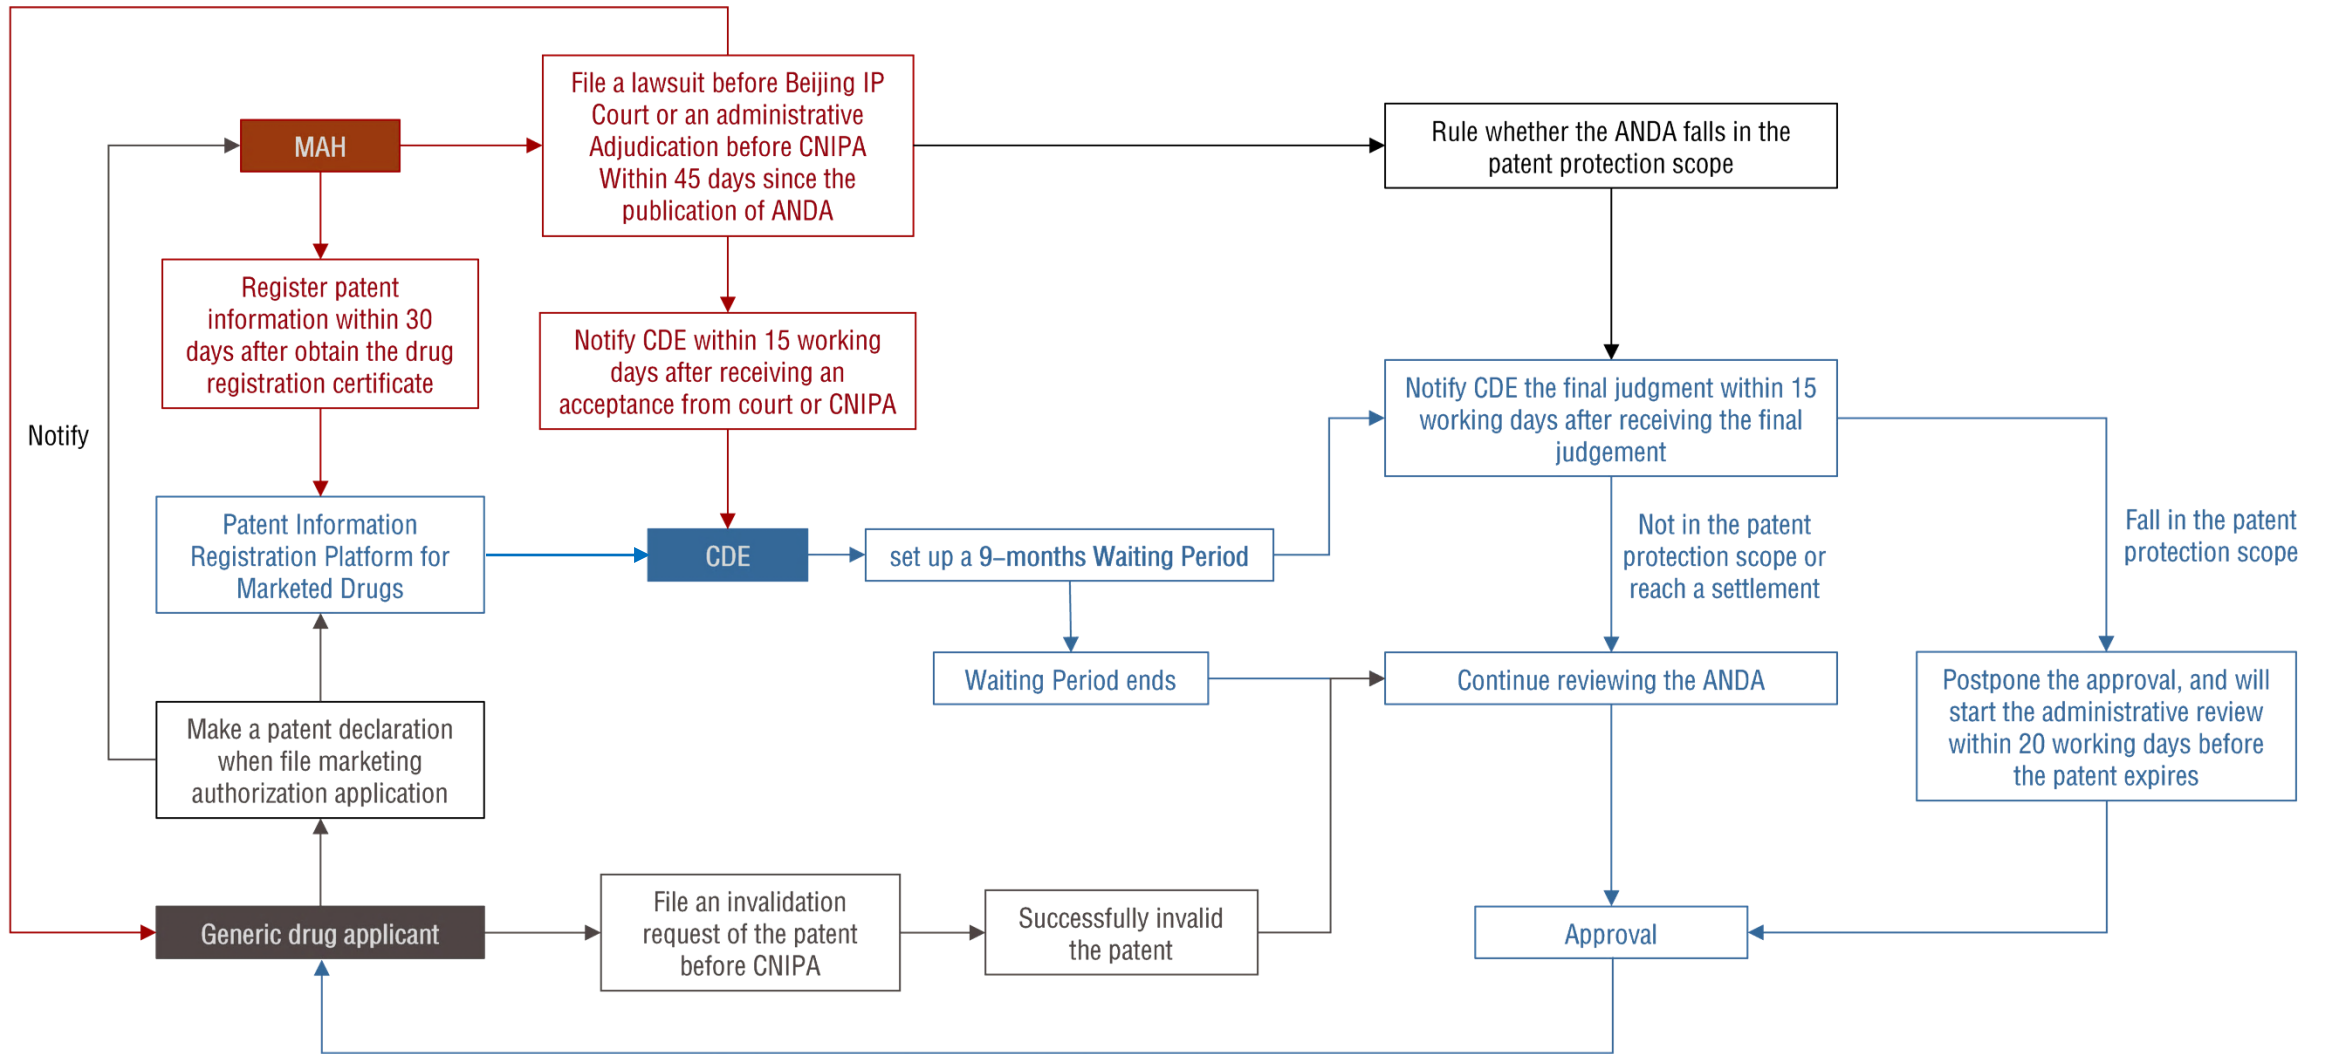 File a lawsuit before Beijing IP
Court or an administrative
Adjudication before CNIPA
Within 45 days since the
publication of ANDA
MAH
Rule whether the ANDA falls in the
patent protection scope
Register patent
information within 30
days after obtain the drug
registration certificate
Notify CDE within 15 working
days after receiving an
acceptance from court or CNIPA
Notify CDE the final judgment within 15
working days after receiving the final
judgement
Notify
Patent Information
Registration Platform for
Marketed Drugs
CDE
set up a 9–months Waiting Period
Not in the patent
protection scope or
reach a settlement
Fall in the patent
protection scope
Waiting Period ends
Continue reviewing the ANDA
Postpone the approval, and will
start the administrative review
within 20 working days before
the patent expires
Make a patent declaration
when file marketing
authorization application
Generic drug applicant
File an invalidation
request of the patent
before CNIPA
Successfully invalid
the patent
Approval